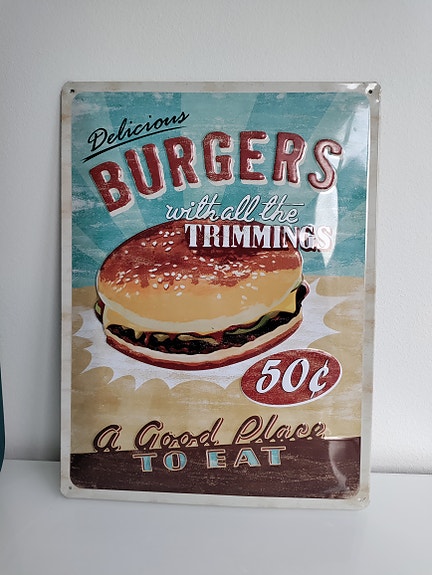 Delicious
BURGERS
with all the
TRIMMINGS
50¢
A Good Place
TO EAT